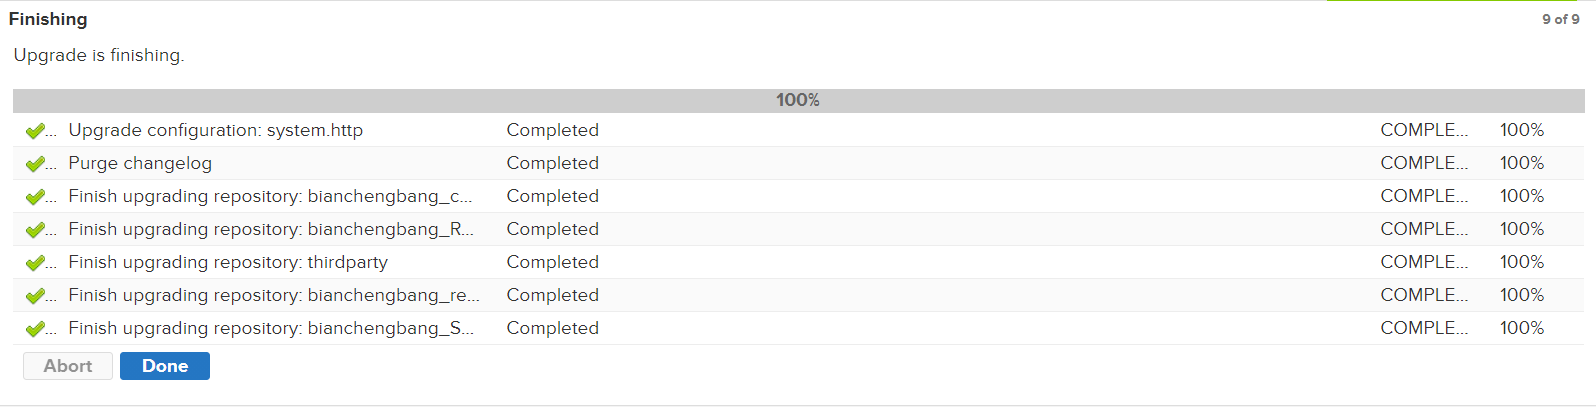 Finishing 9 of 9
Upgrade is finishing.
100%
... Upgrade configuration: system.http Completed COMPLE... 100%
... Purge changelog Completed COMPLE... 100%
... Finish upgrading repository: bianchengbang_c... Completed COMPLE... 100%
... Finish upgrading repository: bianchengbang_R... Completed COMPLE... 100%
... Finish upgrading repository: thirdparty Completed COMPLE... 100%
... Finish upgrading repository: bianchengbang_re... Completed COMPLE... 100%
... Finish upgrading repository: bianchengbang_S... Completed COMPLE... 100%
Abort Done